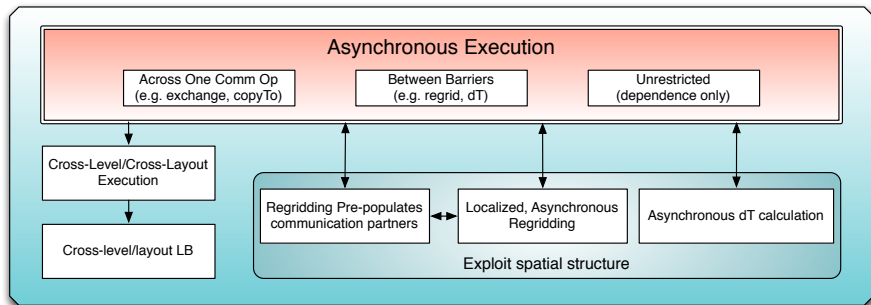 Asynchronous Execution
Across One Comm Op
(e.g. exchange, copyTo)
Between Barriers
(e.g. regrid, dT)
Unrestricted
(dependence only)
Cross-Level/Cross-Layout
Execution
Cross-level/layout LB
Regridding Pre-populates
communication partners
Localized, Asynchronous
Regridding
Asynchronous dT calculation
Exploit spatial structure